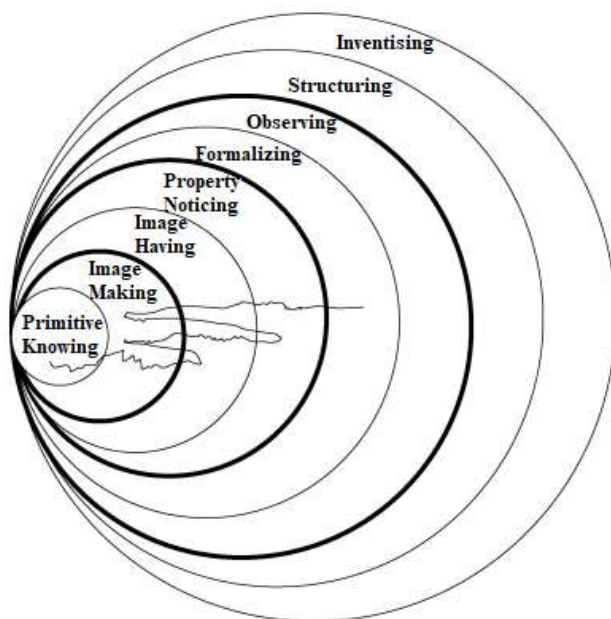 Inventising
Structuring
Observing
Formalizing
Property
Noticing
Image
Having
Image
Making
Primitive
Knowing